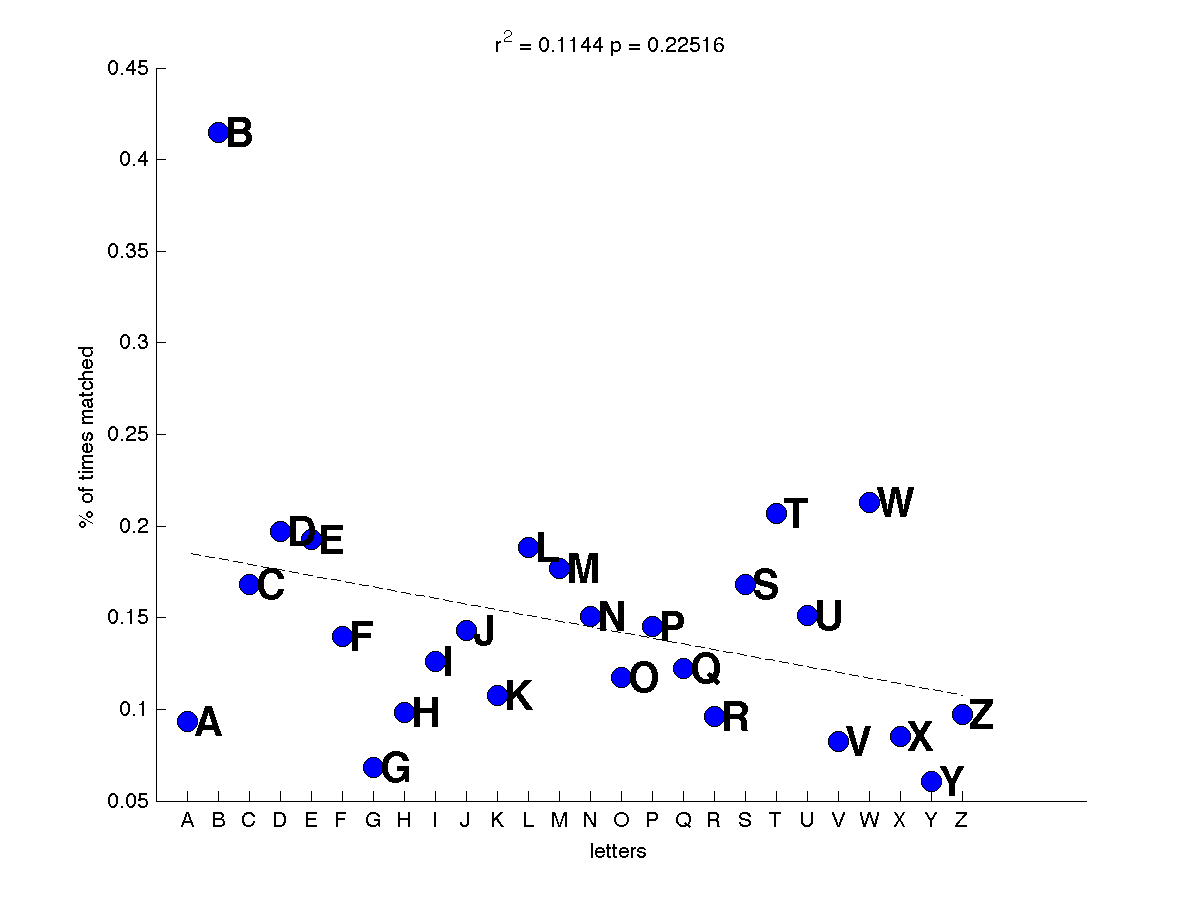 r² = 0.1144 p = 0.22516
0.45
0.4
0.35
0.3
0.25
0.2
0.15
0.1
0.05
% of times matched
A
B
C
D
E
F
G
H
I
J
K
L
M
N
O
P
Q
R
S
T
U
V
W
X
Y
Z
A B C D E F G H I J K L M N O P Q R S T U V W X Y Z
letters